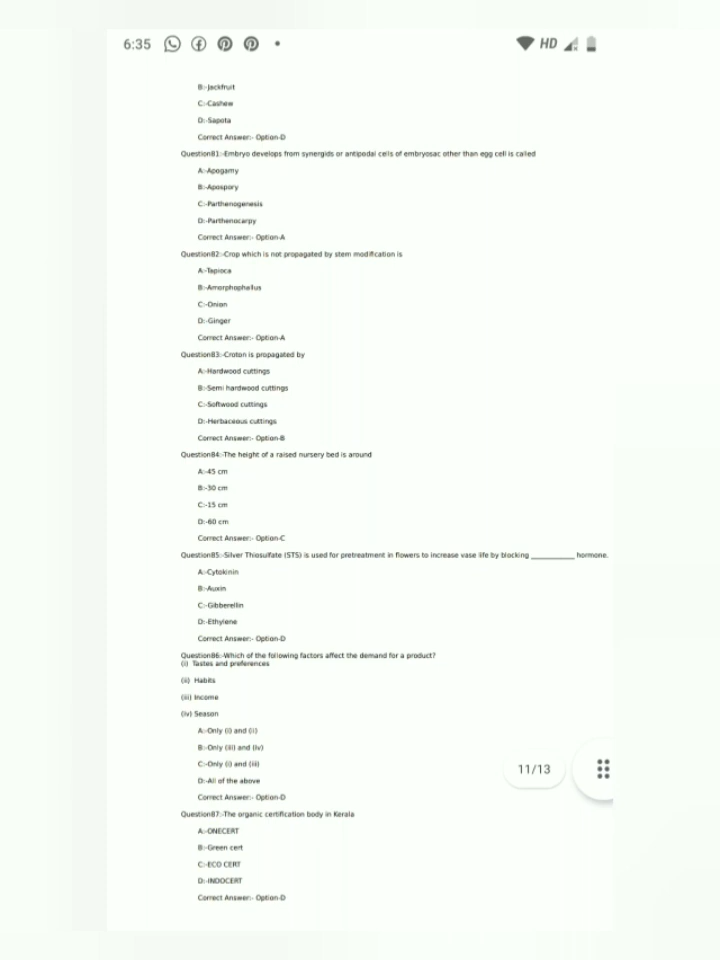 6:35
HD
B:-Jackfruit
C:-Cashew
D:-Sapota
Correct Answer:- Option-D
Question81:-Embryo develops from synergids or antipodal cells of embryosac other than egg cell is called
A:-Apogamy
B:-Apospory
C:-Parthenogenesis
D:-Parthenocarpy
Correct Answer:- Option-A
Question82:-Crop which is not propagated by stem modification is
A:-Tapioca
B:-Amorphophallus
C:-Onion
D:-Ginger
Correct Answer:- Option-A
Question83:-Croton is propagated by
A:-Hardwood cuttings
B:-Semi hardwood cuttings
C:-Softwood cuttings
D:-Herbaceous cuttings
Correct Answer:- Option-B
Question84:-The height of a raised nursery bed is around
A:-45 cm
B:-30 cm
C:-15 cm
D:-60 cm
Correct Answer:- Option-C
Question85:-Silver Thiosulfate (STS) is used for pretreatment in flowers to increase vase life by blocking __________ hormone.
A:-Cytokinin
B:-Auxin
C:-Gibberellin
D:-Ethylene
Correct Answer:- Option-D
Question86:-Which of the following factors affect the demand for a product?
(i) Tastes and preferences
(ii) Habits
(iii) Income
(iv) Season
A:-Only (i) and (ii)
B:-Only (iii) and (iv)
C:-Only (i) and (iii)
D:-All of the above
Correct Answer:- Option-D
11/13
Question87:-The organic certification body in Kerala
A:-ONECERT
B:-Green cert
C:-ECO CERT
D:-INDOCERT
Correct Answer:- Option-D